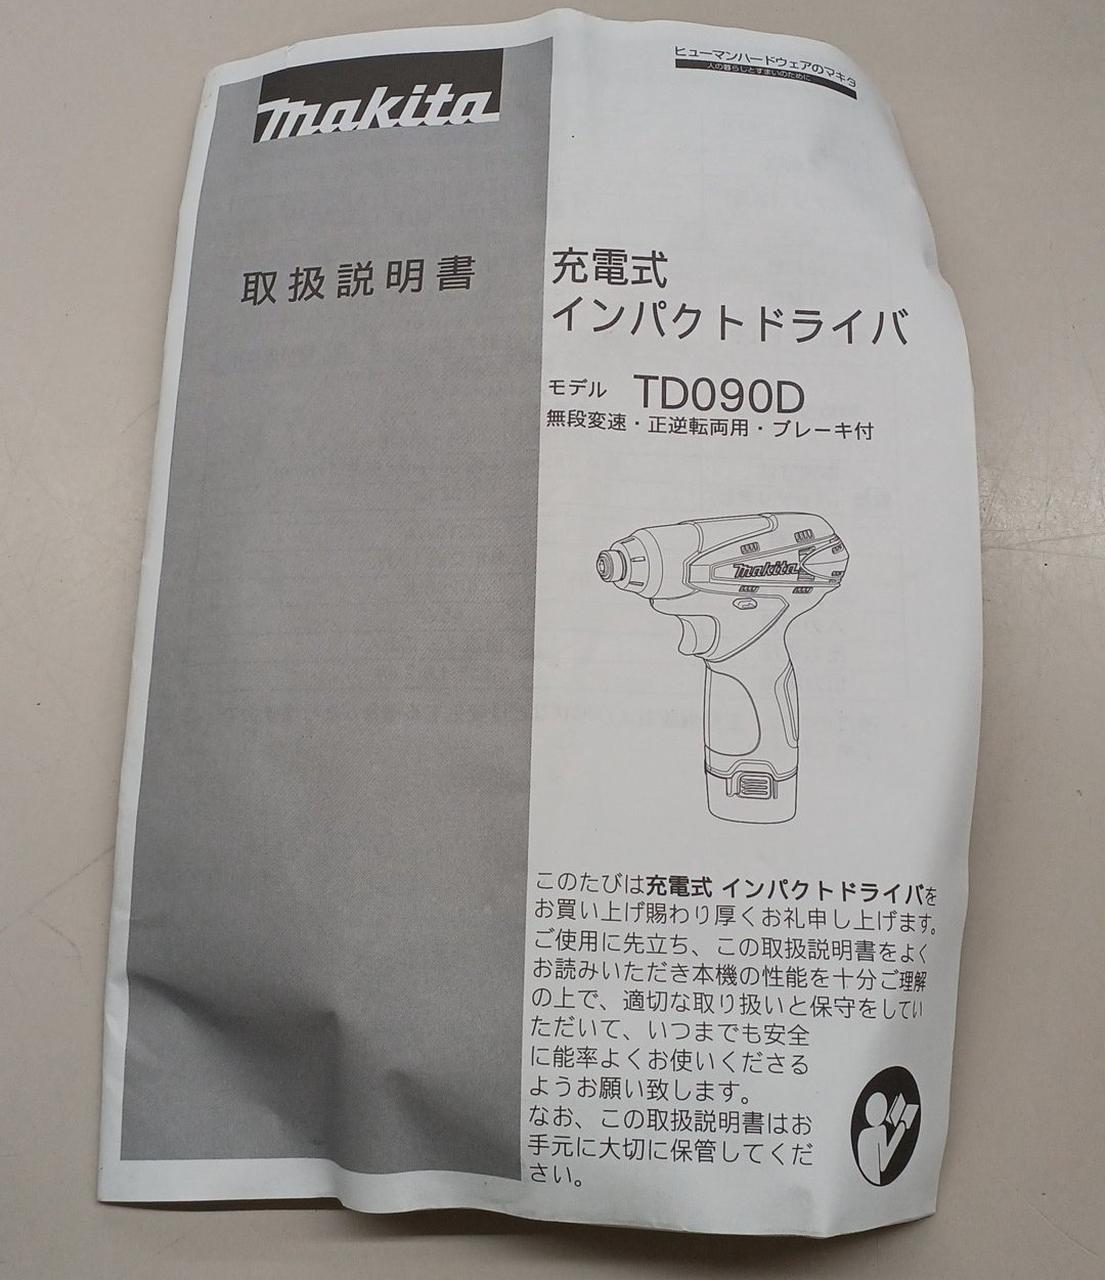 makita
ヒューマンハードウェアのマキタ
人の暮らしとすまいのために
取扱説明書
充電式
インパクトドライバ
モデル TD090D
無段変速・正逆転両用・ブレーキ付
makita
このたびは充電式 インパクトドライバを
お買い上げ賜わり厚くお礼申し上げます。
ご使用に先立ち、この取扱説明書をよく
お読みいただき本機の性能を十分ご理解
の上で、適切な取り扱いと保守をしてい
ただいて、いつまでも安全
に能率よくお使いくださる
ようお願い致します。
なお、この取扱説明書はお
手元に大切に保管してくだ
さい。